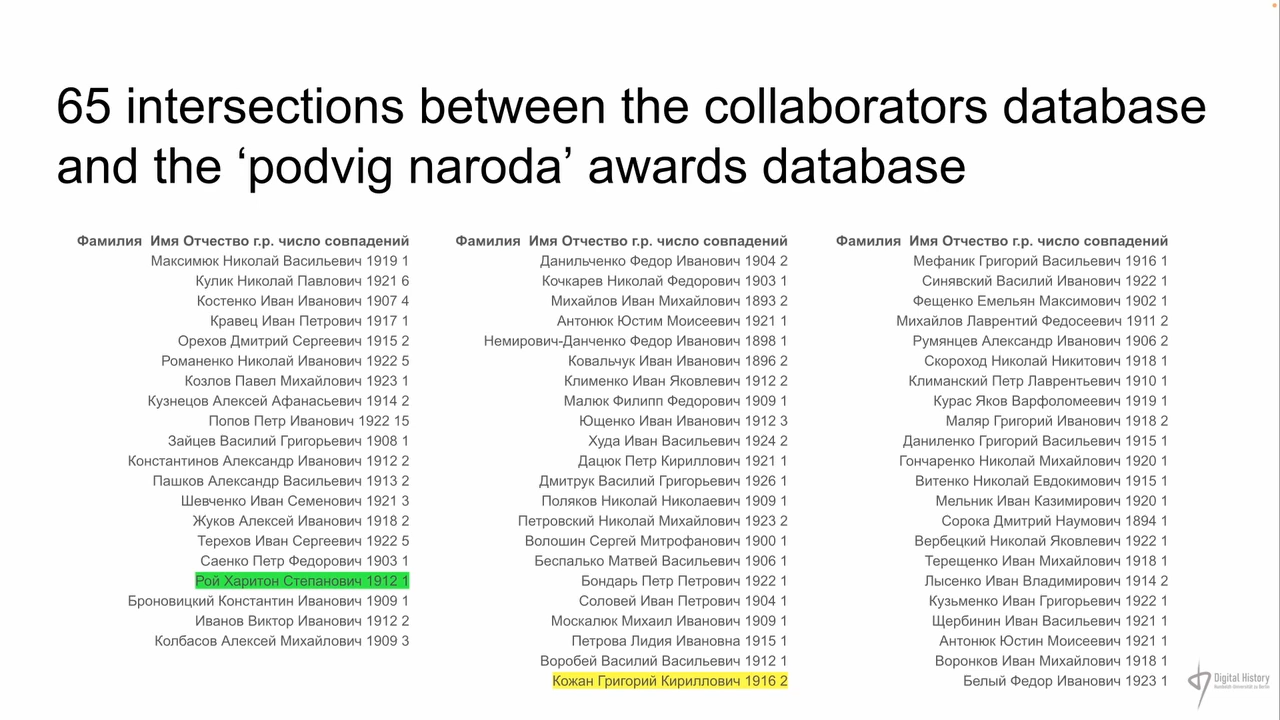 65 intersections between the collaborators database
and the ‘podvig naroda’ awards database
Фамилия Имя Отчество г.р. число совпадений
Максимюк Николай Васильевич 1919 1
Кулик Николай Павлович 1921 6
Костенко Иван Иванович 1907 4
Кравец Иван Петрович 1917 1
Орехов Дмитрий Сергеевич 1915 2
Романенко Николай Иванович 1922 5
Козлов Павел Михайлович 1923 1
Кузнецов Алексей Афанасьевич 1914 2
Попов Петр Иванович 1922 15
Зайцев Василий Григорьевич 1908 1
Константинов Александр Иванович 1912 2
Пашков Александр Васильевич 1913 2
Шевченко Иван Семенович 1921 3
Жуков Алексей Иванович 1918 2
Терехов Иван Сергеевич 1922 5
Саенко Петр Федорович 1903 1
Рой Харитон Степанович 1912 1
Броновицкий Константин Иванович 1909 1
Иванов Виктор Иванович 1912 2
Колбасов Алексей Михайлович 1909 3
Фамилия Имя Отчество г.р. число совпадений
Данильченко Федор Иванович 1904 2
Кочкарев Николай Федорович 1903 1
Михайлов Иван Михайлович 1893 2
Антонюк Юстим Моисеевич 1921 1
Немирович-Данченко Федор Иванович 1898 1
Ковальчук Иван Иванович 1896 2
Клименко Иван Яковлевич 1912 2
Малюк Филипп Федорович 1909 1
Ющенко Иван Иванович 1912 3
Худа Иван Васильевич 1924 2
Дацюк Петр Кириллович 1921 1
Дмитрук Василий Григорьевич 1926 1
Поляков Николай Николаевич 1909 1
Петровский Николай Михайлович 1923 2
Волошин Сергей Митрофанович 1900 1
Беспалько Матвей Васильевич 1906 1
Бондарь Петр Петрович 1922 1
Соловей Иван Петрович 1904 1
Москалюк Михаил Иванович 1909 1
Петрова Лидия Ивановна 1915 1
Воробей Василий Васильевич 1912 1
Кожан Григорий Кириллович 1916 2
Фамилия Имя Отчество г.р. число совпадений
Мефаник Григорий Васильевич 1916 1
Синявский Василий Иванович 1922 1
Фещенко Емельян Максимович 1902 1
Михайлов Лаврентий Федосеевич 1911 2
Румянцев Александр Иванович 1906 2
Скороход Николай Никитович 1918 1
Климанский Петр Лаврентьевич 1910 1
Курас Яков Варфоломеевич 1919 1
Маляр Григорий Иванович 1918 2
Даниленко Григорий Васильевич 1915 1
Гончаренко Николай Михайлович 1920 1
Витенко Николай Евдокимович 1915 1
Мельник Иван Казимирович 1920 1
Сорока Дмитрий Наумович 1894 1
Вербецкий Николай Яковлевич 1922 1
Терещенко Иван Михайлович 1918 1
Лысенко Иван Владимирович 1914 2
Кузьменко Иван Григорьевич 1922 1
Щербинин Иван Васильевич 1921 1
Антонюк Юстин Моисеевич 1921 1
Воронков Иван Михайлович 1918 1
Белый Федор Иванович 1923 1
Digital History
Humboldt-Universität zu Berlin